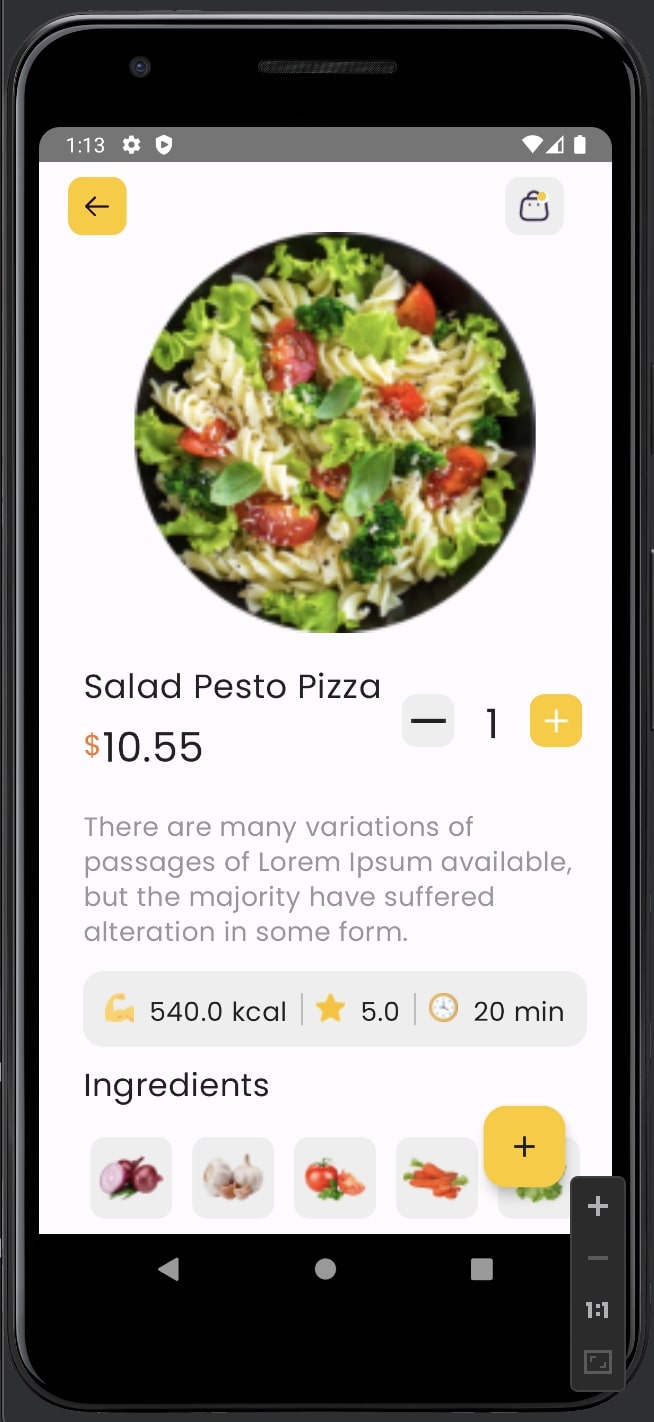 1:13
Salad Pesto Pizza
$10.55
1
There are many variations of
passages of Lorem Ipsum available,
but the majority have suffered
alteration in some form.
540.0 kcal | 5.0 | 20 min
Ingredients
+
+
1:1